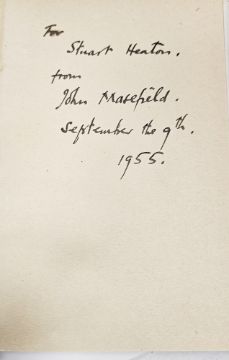 For
Stuart Heaton.
from
John Masefield.
September the 9th.
1955.